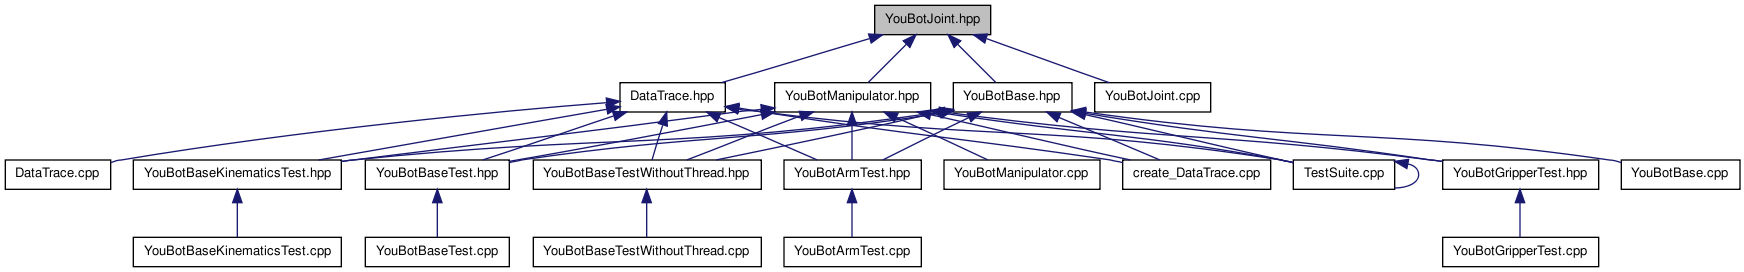 YouBotJoint.hpp
DataTrace.hpp
YouBotManipulator.hpp
YouBotBase.hpp
YouBotJoint.cpp
DataTrace.cpp
YouBotBaseKinematicsTest.hpp
YouBotBaseTest.hpp
YouBotBaseTestWithoutThread.hpp
YouBotArmTest.hpp
YouBotManipulator.cpp
create_DataTrace.cpp
TestSuite.cpp
YouBotGripperTest.hpp
YouBotBase.cpp
YouBotBaseKinematicsTest.cpp
YouBotBaseTest.cpp
YouBotBaseTestWithoutThread.cpp
YouBotArmTest.cpp
YouBotGripperTest.cpp